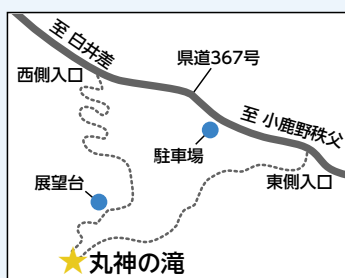 至 白井差
県道367号
西側入口
至 小鹿野秩父
駐車場
展望台
東側入口
丸神の滝